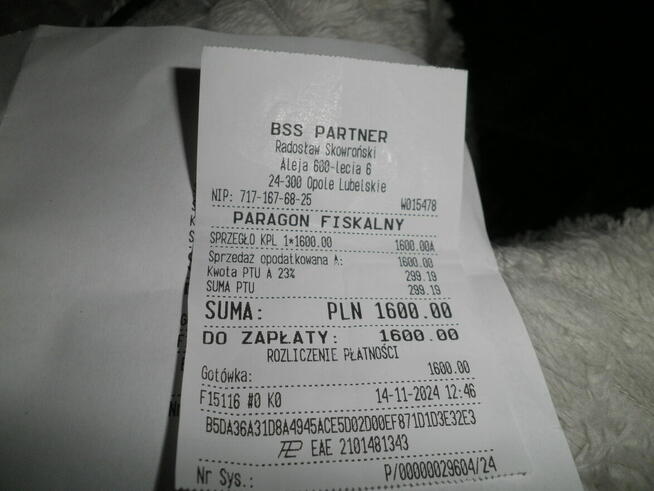 BSS PARTNER
Radosław Skowroński
Aleja 600-lecia 6
24-300 Opole Lubelskie
NIP: 717-167-68-25 W015478
PARAGON FISKALNY
SPRZĘGŁO KPL 1*1600.00 1600.00A
Sprzedaż opodatkowana A: 1600.00
Kwota PTU A 23% 299.19
SUMA PTU 299.19
SUMA: PLN 1600.00
DO ZAPŁATY: 1600.00
ROZLICZENIE PŁATNOŚCI
Gotówka: 1600.00
F15116 #0 K0 14-11-2024 12:46
B5DA36A31D8A4945ACE5D02D00EF871D1D3E32E3
EAE 2101481343
Nr Sys.: P/00000029604/24